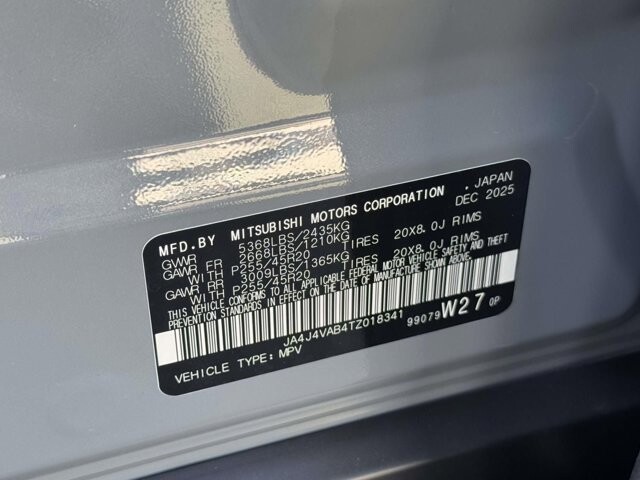 MFD.BY MITSUBISHI MOTORS CORPORATION , JAPAN
GVWR 5368LBS/2435KG DEC 2025
GAWR FR 2668LBS/1210KG
WITH P255/45R20 TIRES 20X8.0J RIMS
GAWR RR 3009LBS/1365KG
WITH P255/45R20 TIRES 20X8.0J RIMS
THIS VEHICLE CONFORMS TO ALL APPLICABLE FEDERAL MOTOR VEHICLE SAFETY AND THEFT
PREVENTION STANDARDS IN EFFECT ON THE DATE OF MANUFACTURE SHOWN ABOVE.
JA4J4VAB4TZ018341 99079 W27 0P
VEHICLE TYPE: MPV